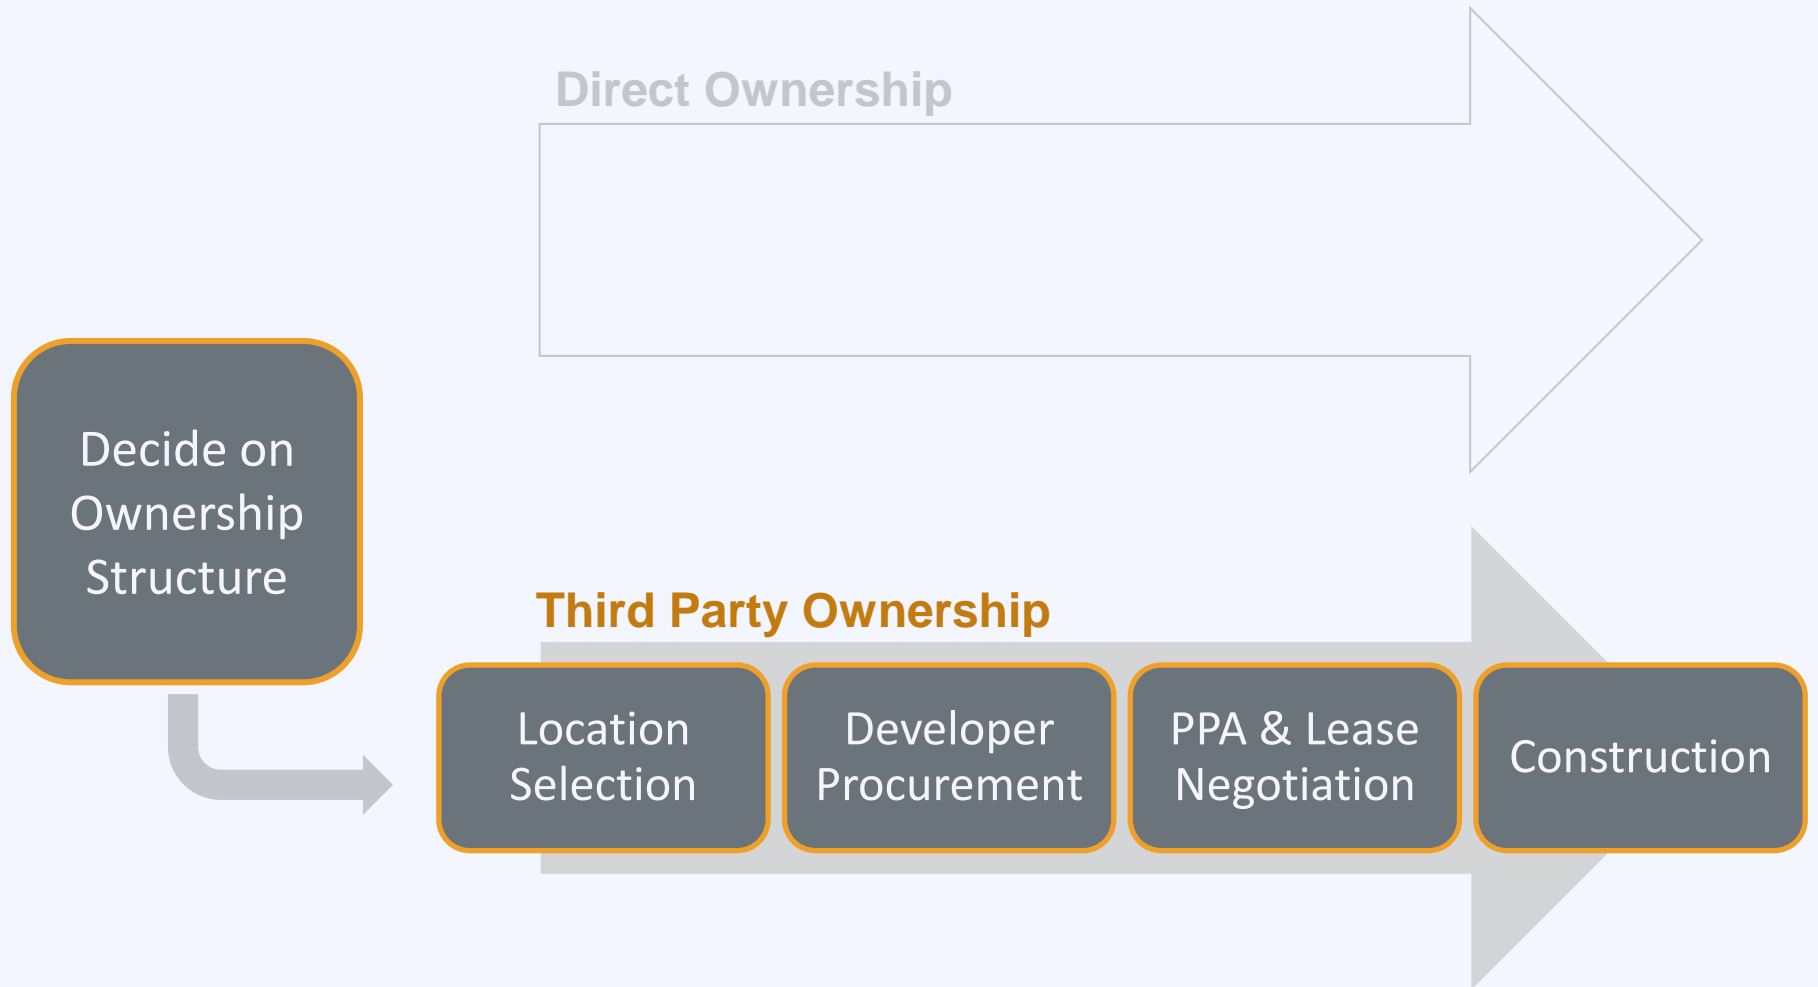 Direct Ownership
Decide on
Ownership
Structure
Third Party Ownership
Location
Selection
Developer
Procurement
PPA & Lease
Negotiation
Construction